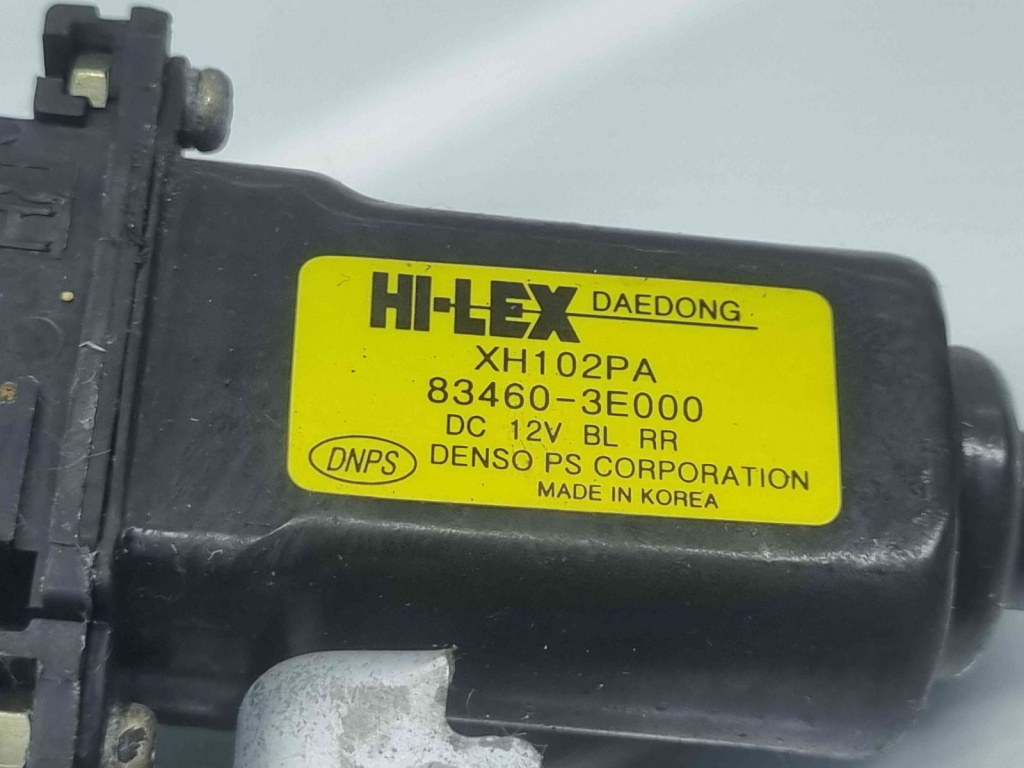 HI-LEX DAEDONG
XH102PA
83460-3E000
DC 12V BL RR
DNPS DENSO PS CORPORATION
MADE IN KOREA